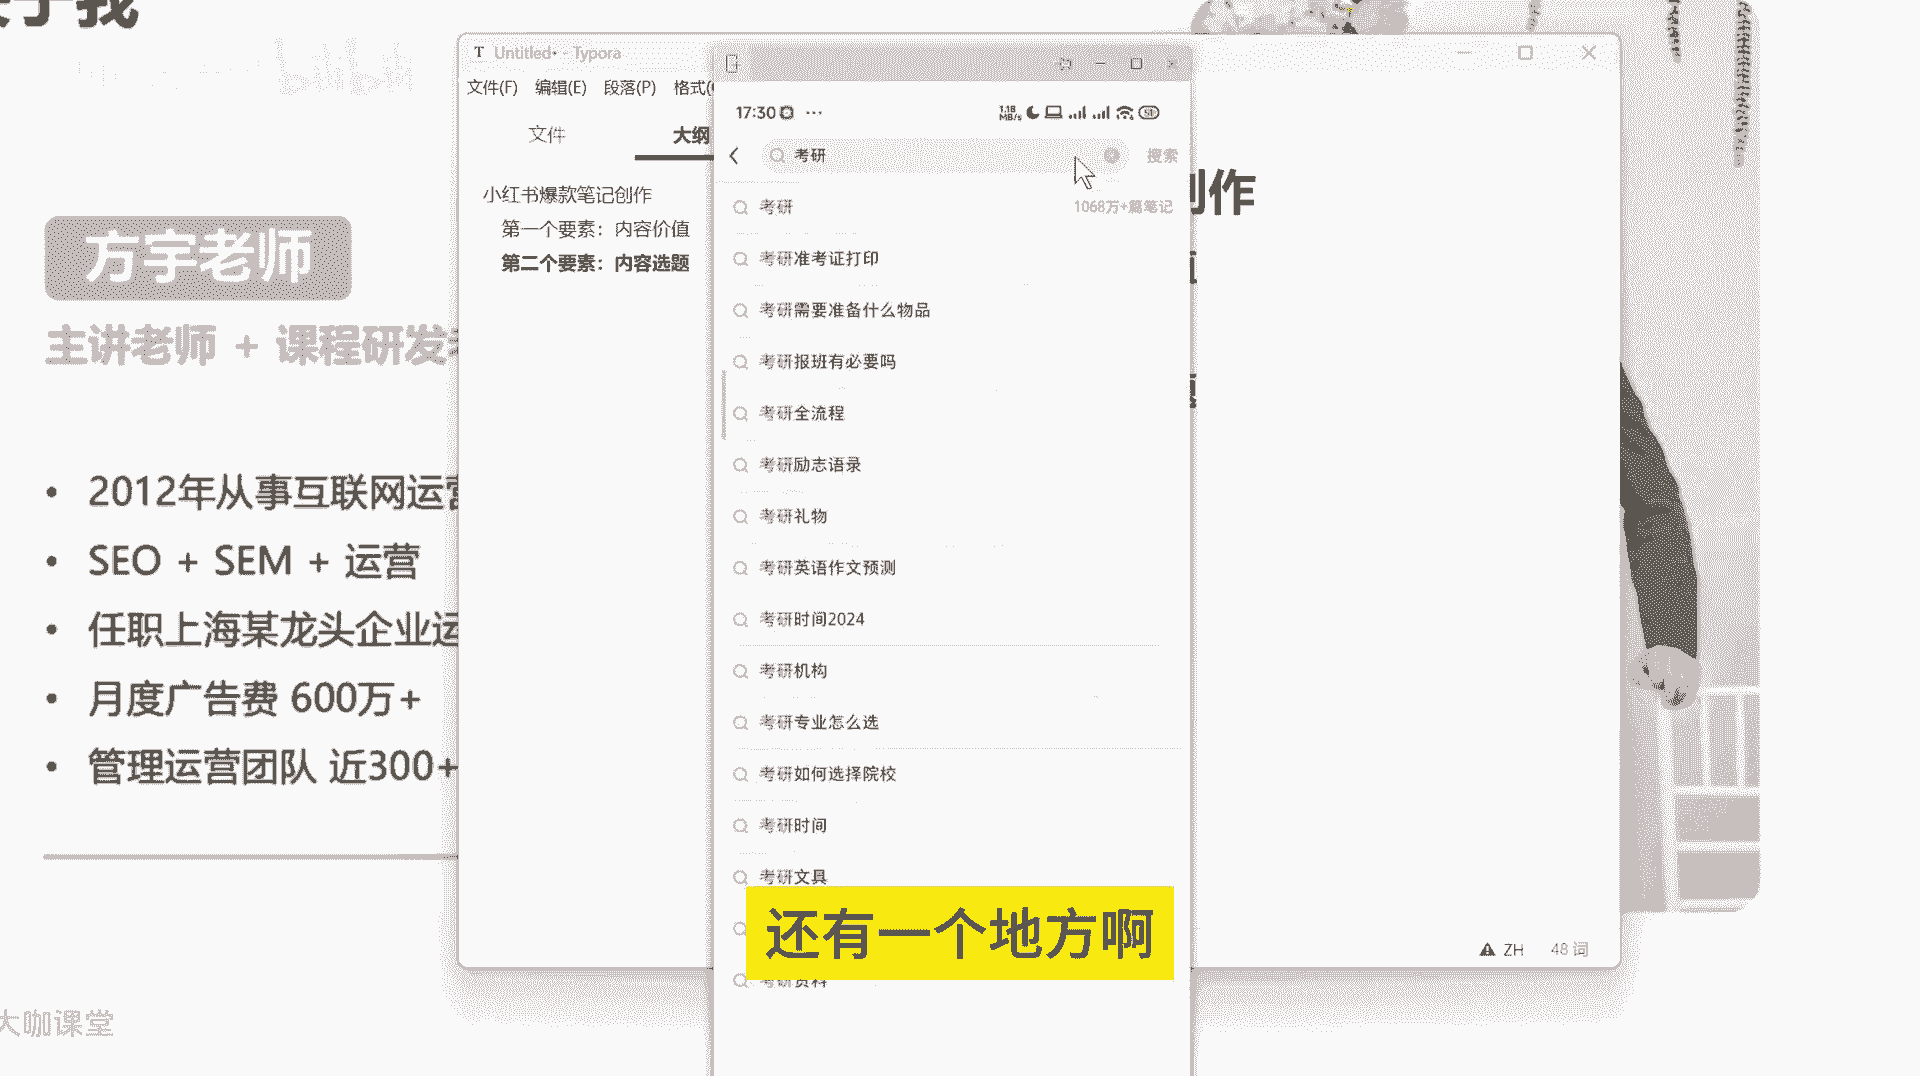 于我
bilibili
方宇老师
主讲老师 + 课程研发
2012年从事互联网运营
SEO + SEM + 运营
任职上海某龙头企业运
月度广告费 600万+
管理运营团队 近300+
大咖课堂
T Untitled• - Typora
文件(F) 编辑(E) 段落(P) 格式(
文件
大纲
小红书爆款笔记创作
第一个要素：内容价值
第二个要素：内容选题
创作
ZH 48 词
17:30 ···
1.18 MB/s
考研 搜索
考研 1068万+篇笔记
考研准考证打印
考研需要准备什么物品
考研报班有必要吗
考研全流程
考研励志语录
考研礼物
考研英语作文预测
考研时间2024
考研机构
考研专业怎么选
考研如何选择院校
考研时间
考研文具
还有一个地方啊
考研资料